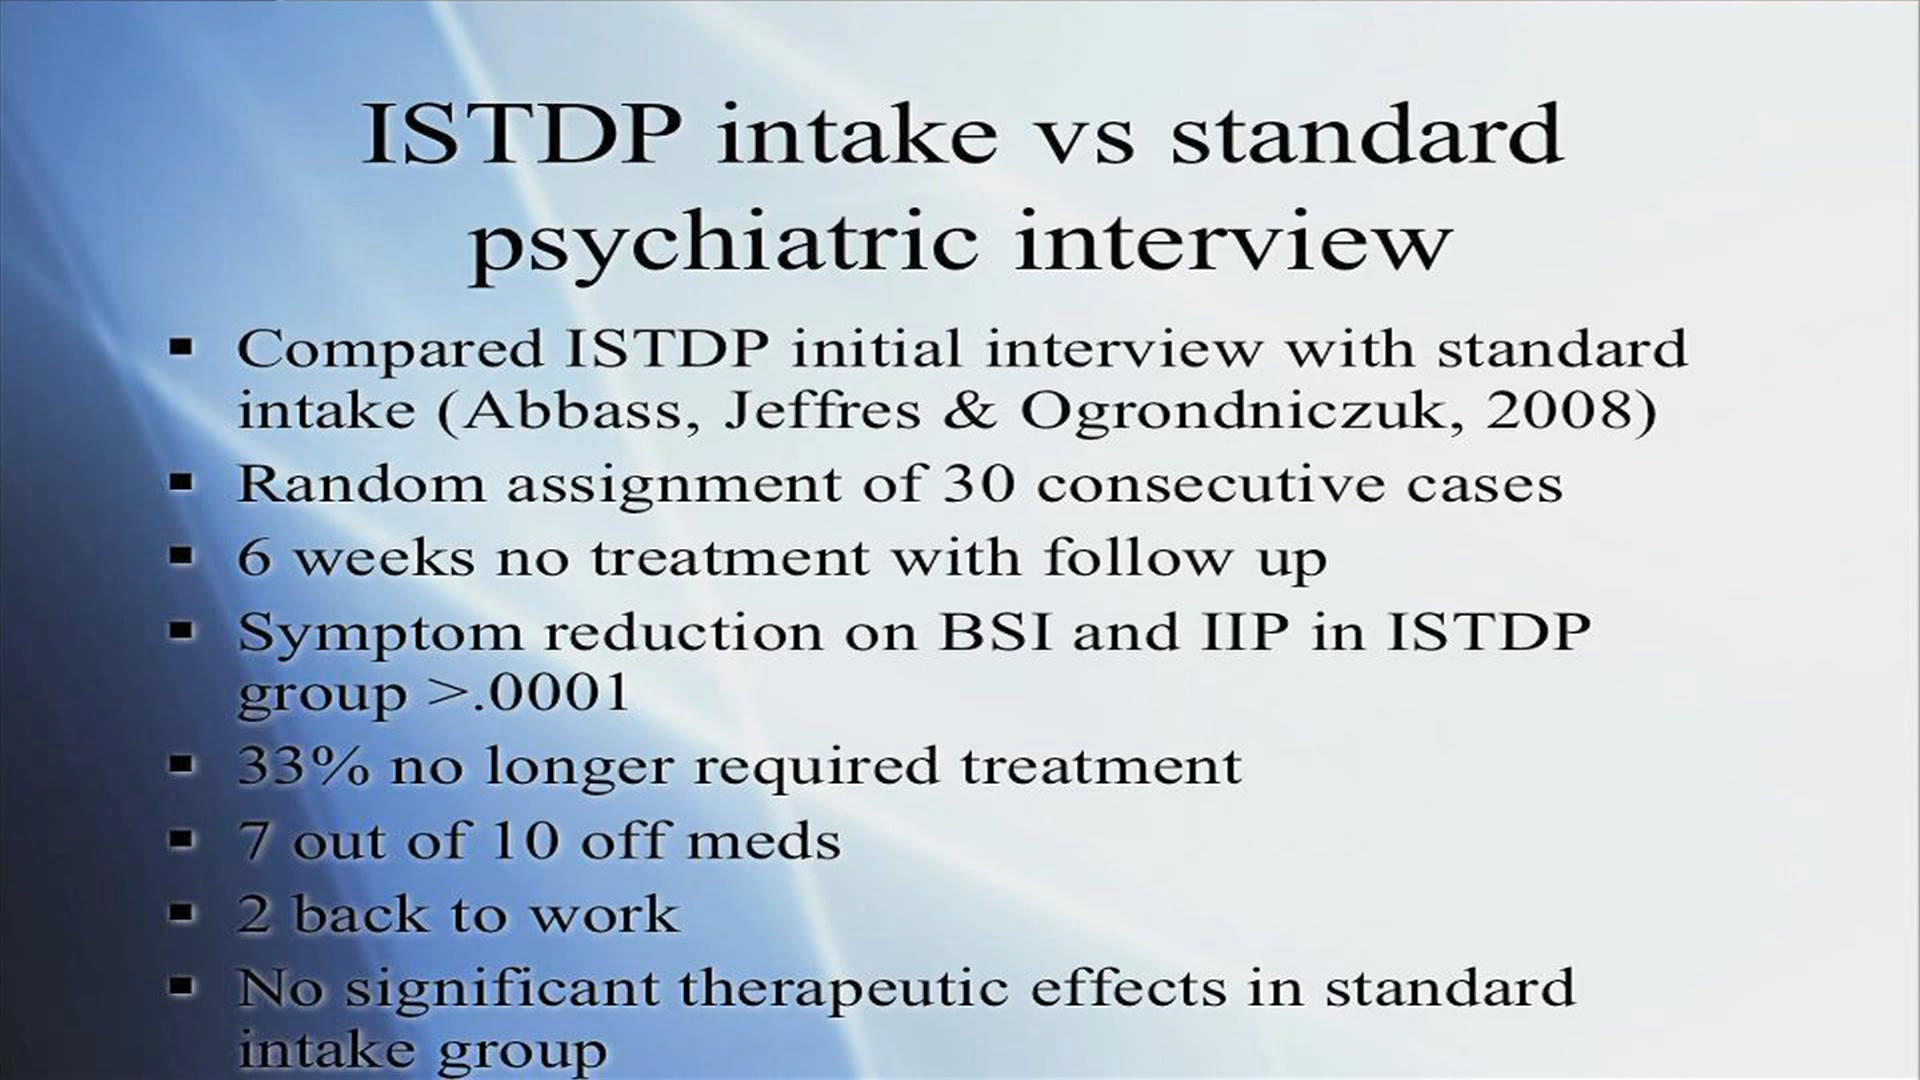 ISTDP intake vs standard
psychiatric interview
▪ Compared ISTDP initial interview with standard
intake (Abbass, Jeffres & Ogrondniczuk, 2008)
▪ Random assignment of 30 consecutive cases
▪ 6 weeks no treatment with follow up
▪ Symptom reduction on BSI and IIP in ISTDP
group >.0001
▪ 33% no longer required treatment
▪ 7 out of 10 off meds
▪ 2 back to work
▪ No significant therapeutic effects in standard
intake group